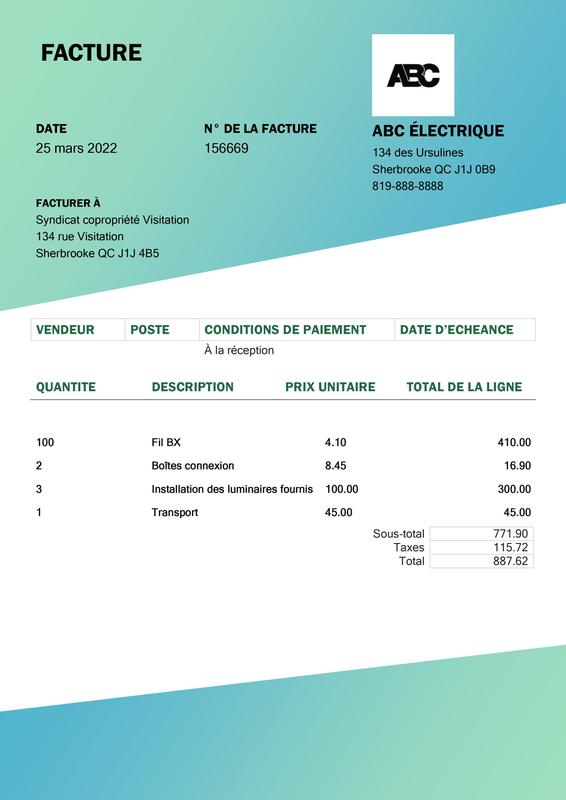 FACTURE
ABC
DATE
25 mars 2022
N° DE LA FACTURE
156669
ABC ÉLECTRIQUE
134 des Ursulines
Sherbrooke QC J1J 0B9
819-888-8888
FACTURER À
Syndicat copropriété Visitation
134 rue Visitation
Sherbrooke QC J1J 4B5
VENDEUR POSTE CONDITIONS DE PAIEMENT DATE D'ECHEANCE
À la réception
QUANTITE DESCRIPTION PRIX UNITAIRE TOTAL DE LA LIGNE
100 Fil BX 4.10 410.00
2 Boîtes connexion 8.45 16.90
3 Installation des luminaires fournis 100.00 300.00
1 Transport 45.00 45.00
Sous-total 771.90
Taxes 115.72
Total 887.62